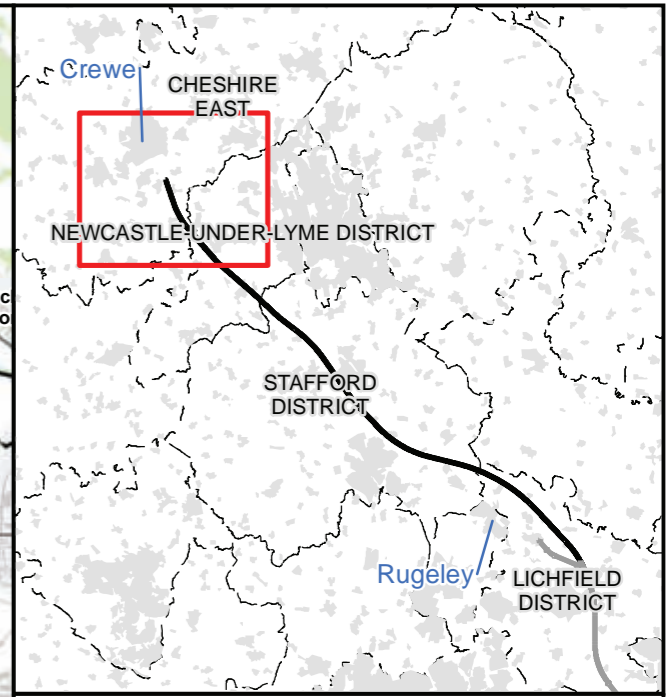 Crewe
CHESHIRE
EAST
NEWCASTLE-UNDER-LYME DISTRICT
STAFFORD
DISTRICT
Rugeley
LICHFIELD
DISTRICT
c
o